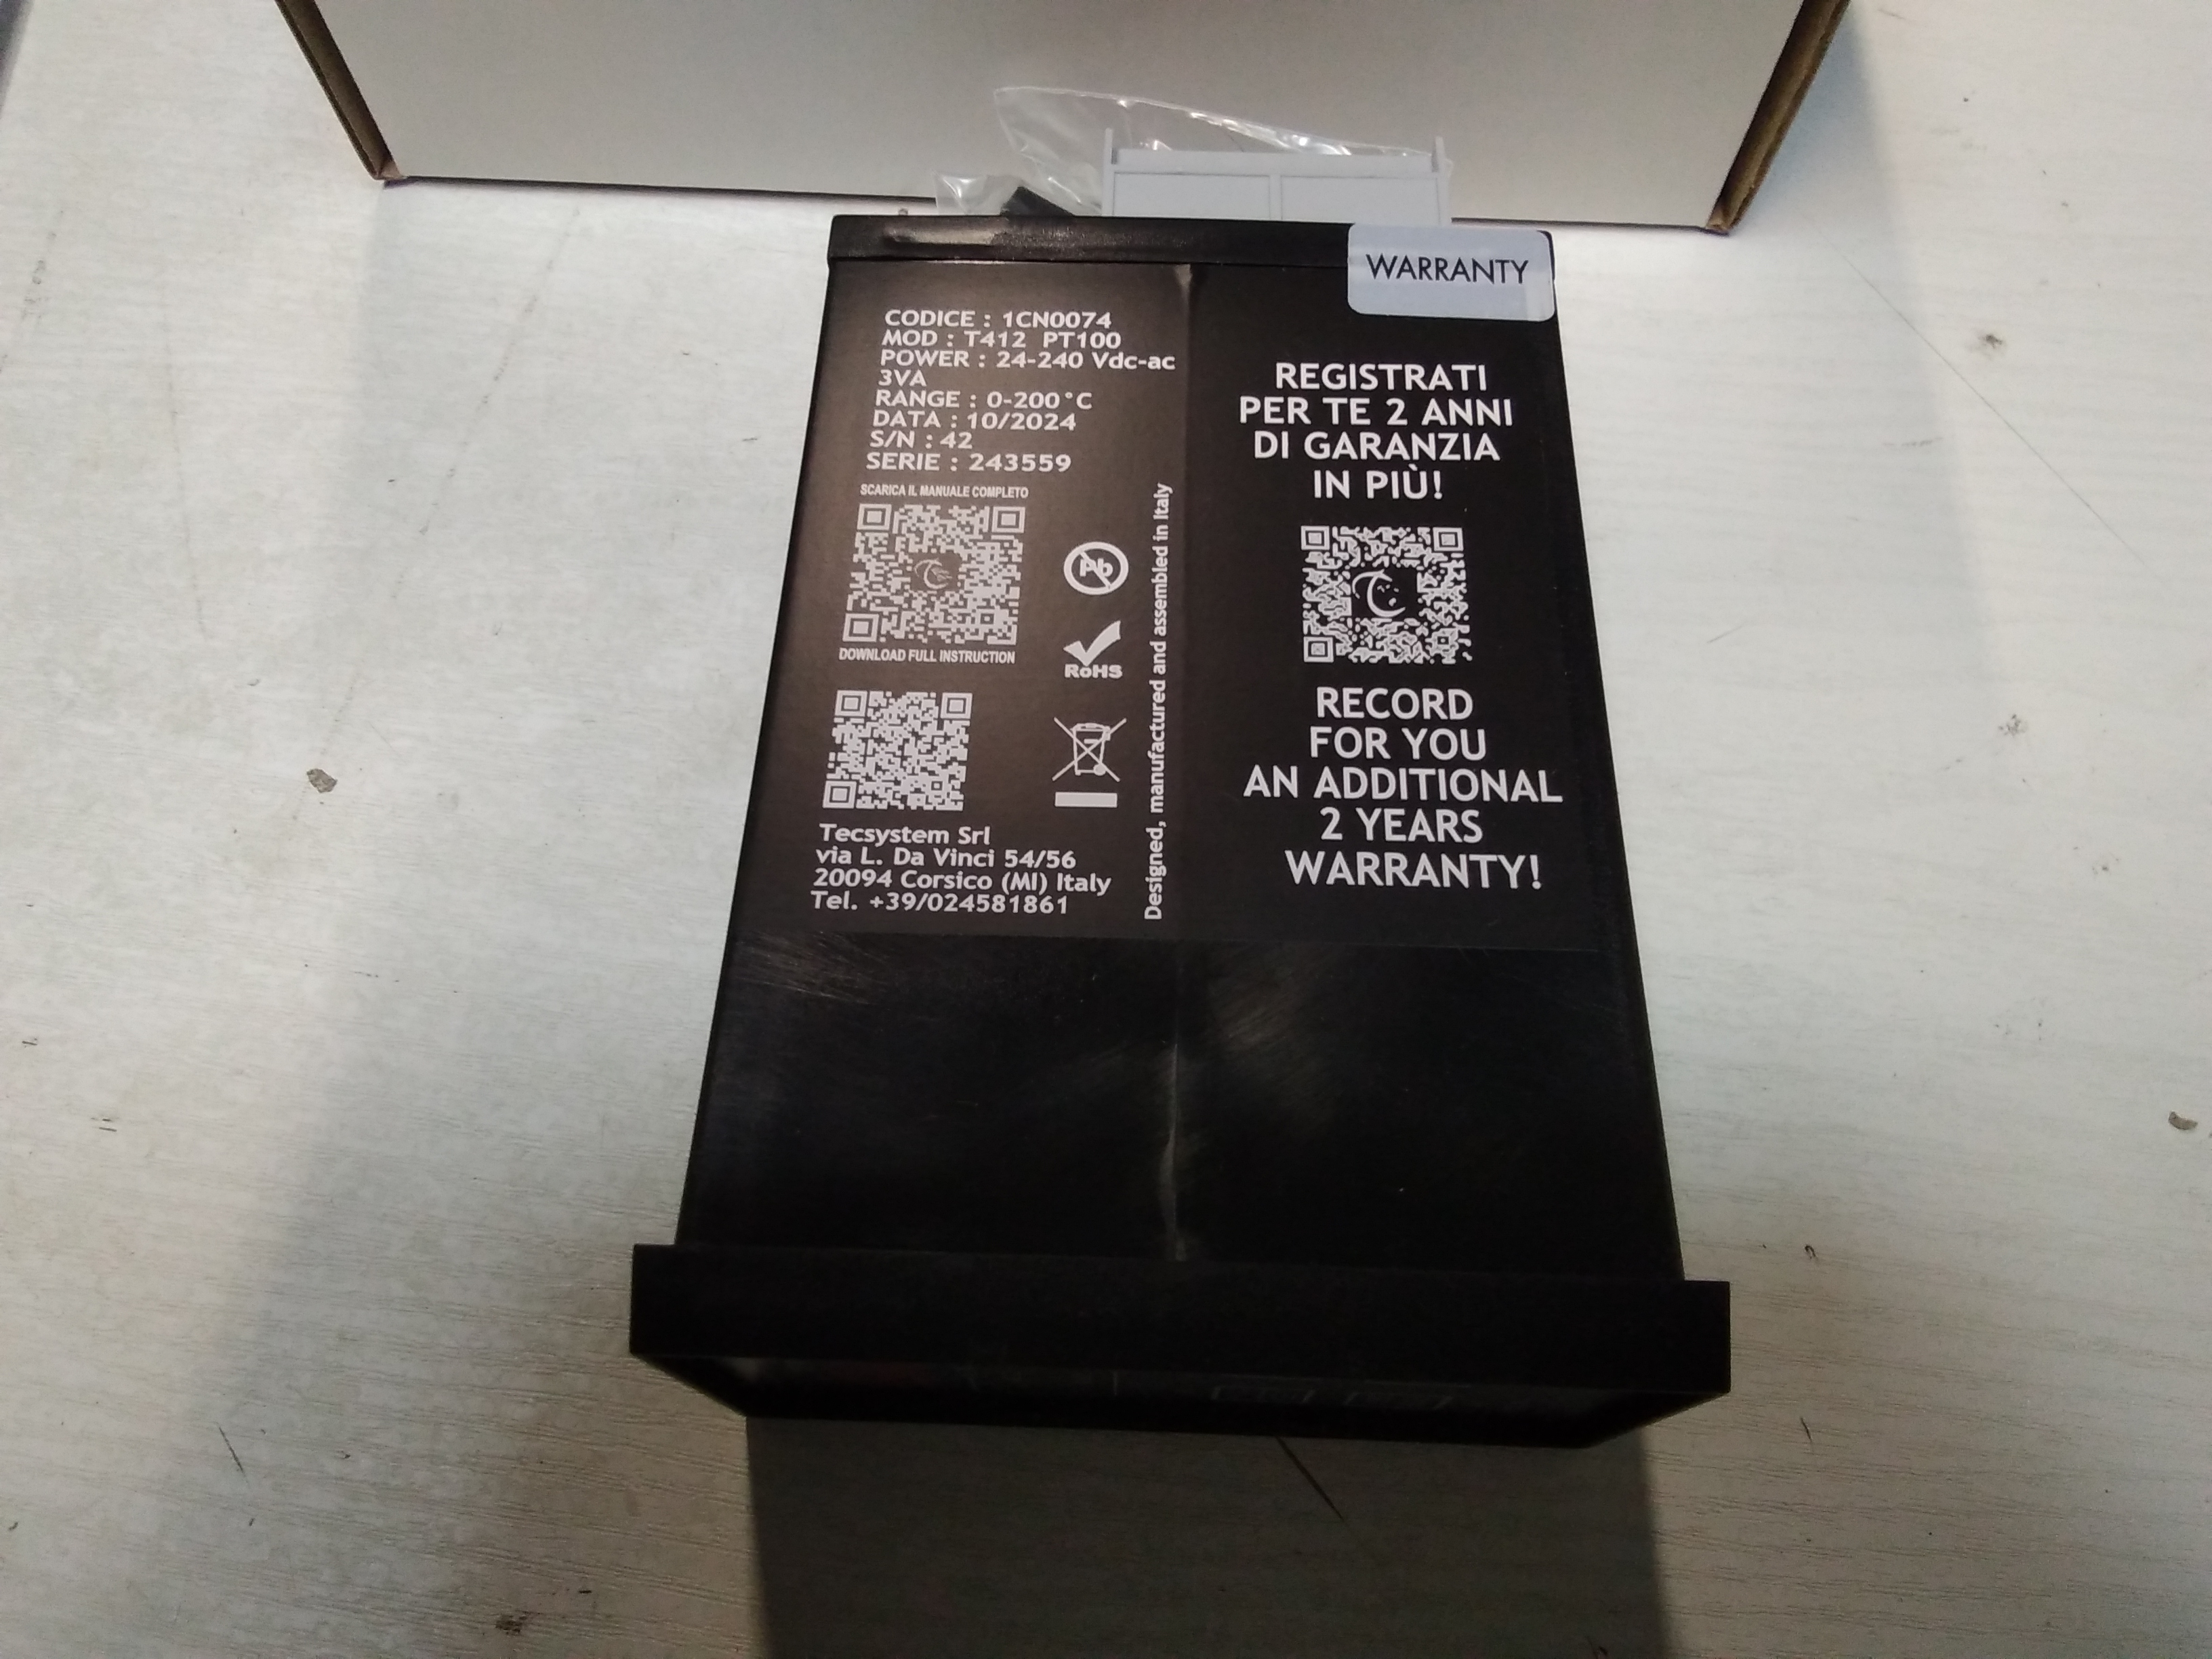 WARRANTY
CODICE : 1CN0074
MOD : T412 PT100
POWER : 24-240 Vdc-ac
3VA
RANGE : 0-200°C
DATA : 10/2024
S/N : 42
SERIE : 243559
SCARICA IL MANUALE COMPLETO
DOWNLOAD FULL INSTRUCTION
Pb
RoHS
Tecsystem Srl
via L. Da Vinci 54/56
20094 Corsico (MI) Italy
Tel. +39/024581861
Designed, manufactured and assembled in Italy
REGISTRATI
PER TE 2 ANNI
DI GARANZIA
IN PIÙ!
RECORD
FOR YOU
AN ADDITIONAL
2 YEARS
WARRANTY!